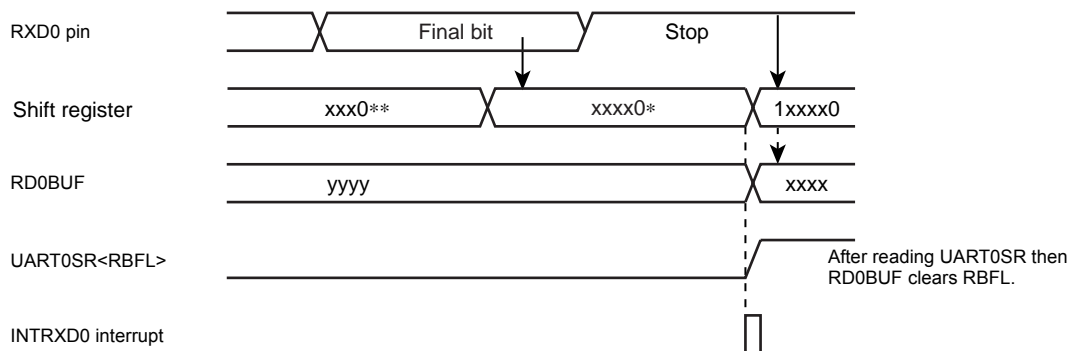 RXD0 pin
Final bit
Stop
Shift register
xxx0**
xxxx0*
1xxxx0
RD0BUF
yyyy
xxxx
UART0SR<RBFL>
After reading UART0SR then
RD0BUF clears RBFL.
INTRXD0 interrupt